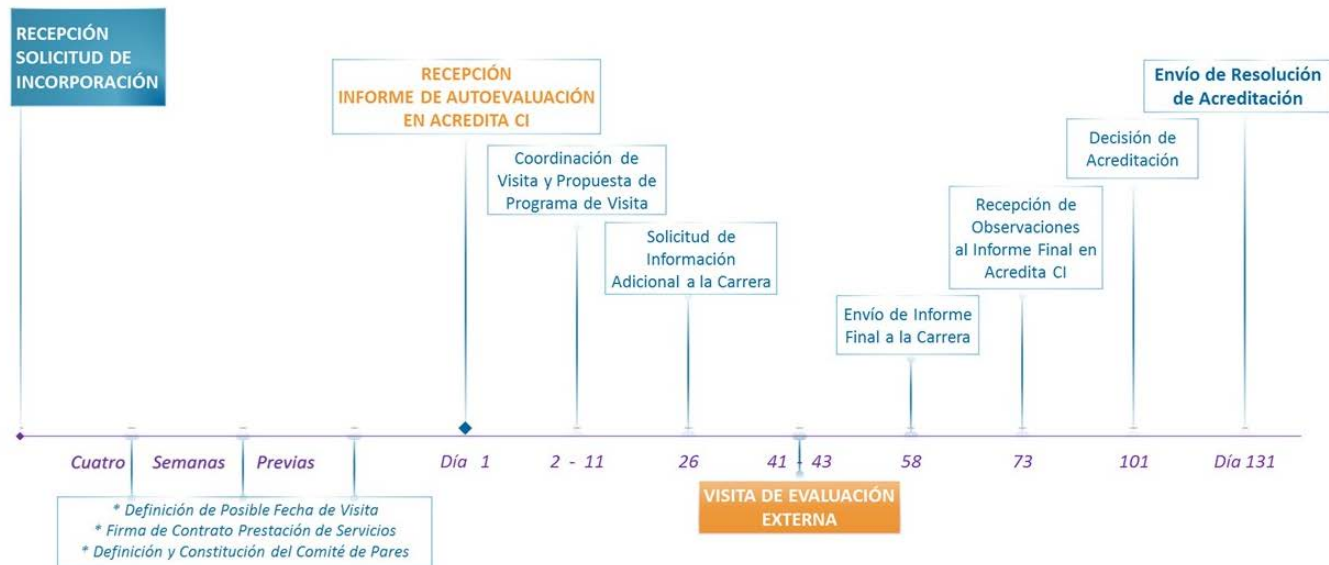 RECEPCIÓN
SOLICITUD DE
INCORPORACIÓN
RECEPCIÓN
INFORME DE AUTOEVALUACIÓN
EN ACREDITA CI
Coordinación de
Visita y Propuesta de
Programa de Visita
Solicitud de
Información
Adicional a la Carrera
Envío de Informe
Final a la Carrera
Recepción de
Observaciones
al Informe Final en
Acredita CI
Decisión de
Acreditación
Envío de Resolución
de Acreditación
Cuatro Semanas Previas Día 1 2 - 11 26 41 - 43 58 73 101 Día 131
* Definición de Posible Fecha de Visita
* Firma de Contrato Prestación de Servicios
* Definición y Constitución del Comité de Pares
VISITA DE EVALUACIÓN
EXTERNA